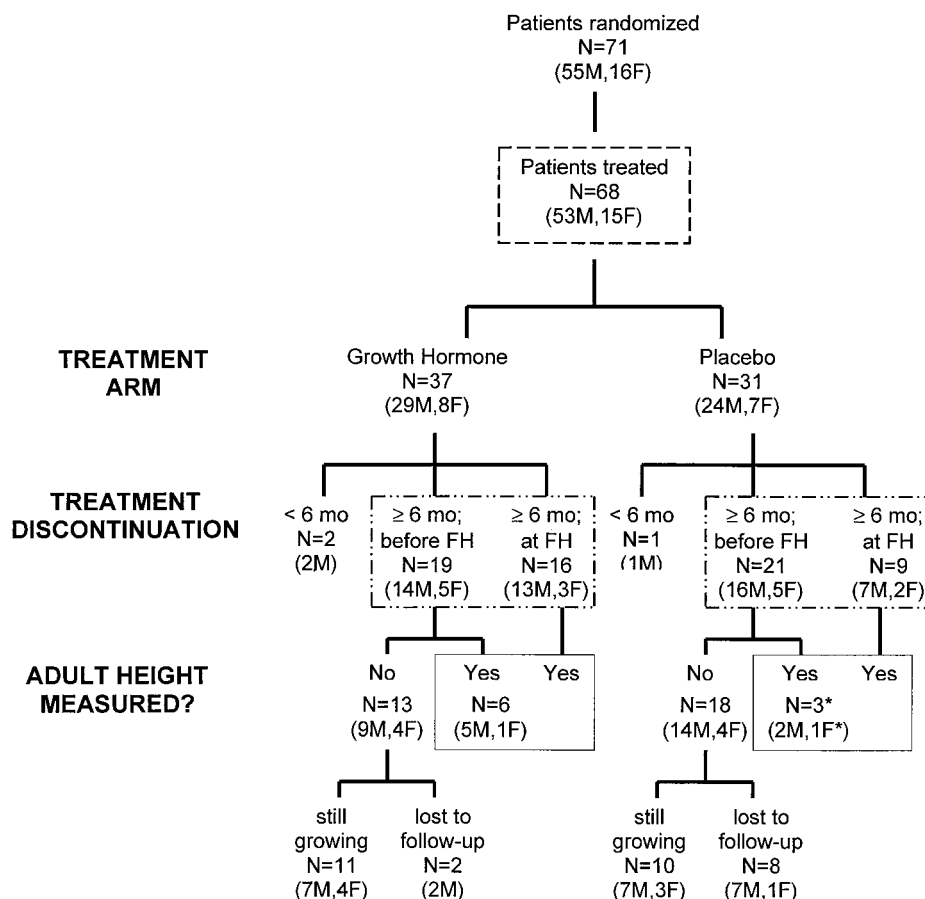 Patients randomized
N=71
(55M,16F)
Patients treated
N=68
(53M,15F)
TREATMENT
ARM
Growth Hormone
N=37
(29M,8F)
Placebo
N=31
(24M,7F)
TREATMENT
DISCONTINUATION
< 6 mo
N=2
(2M)
≥ 6 mo;
before FH
N=19
(14M,5F)
≥ 6 mo;
at FH
N=16
(13M,3F)
< 6 mo
N=1
(1M)
≥ 6 mo;
before FH
N=21
(16M,5F)
≥ 6 mo;
at FH
N=9
(7M,2F)
ADULT HEIGHT
MEASURED?
No
N=13
(9M,4F)
Yes
N=6
(5M,1F)
Yes
No
N=18
(14M,4F)
Yes
N=3*
(2M,1F*)
Yes
still
growing
N=11
(7M,4F)
lost to
follow-up
N=2
(2M)
still
growing
N=10
(7M,3F)
lost to
follow-up
N=8
(7M,1F)